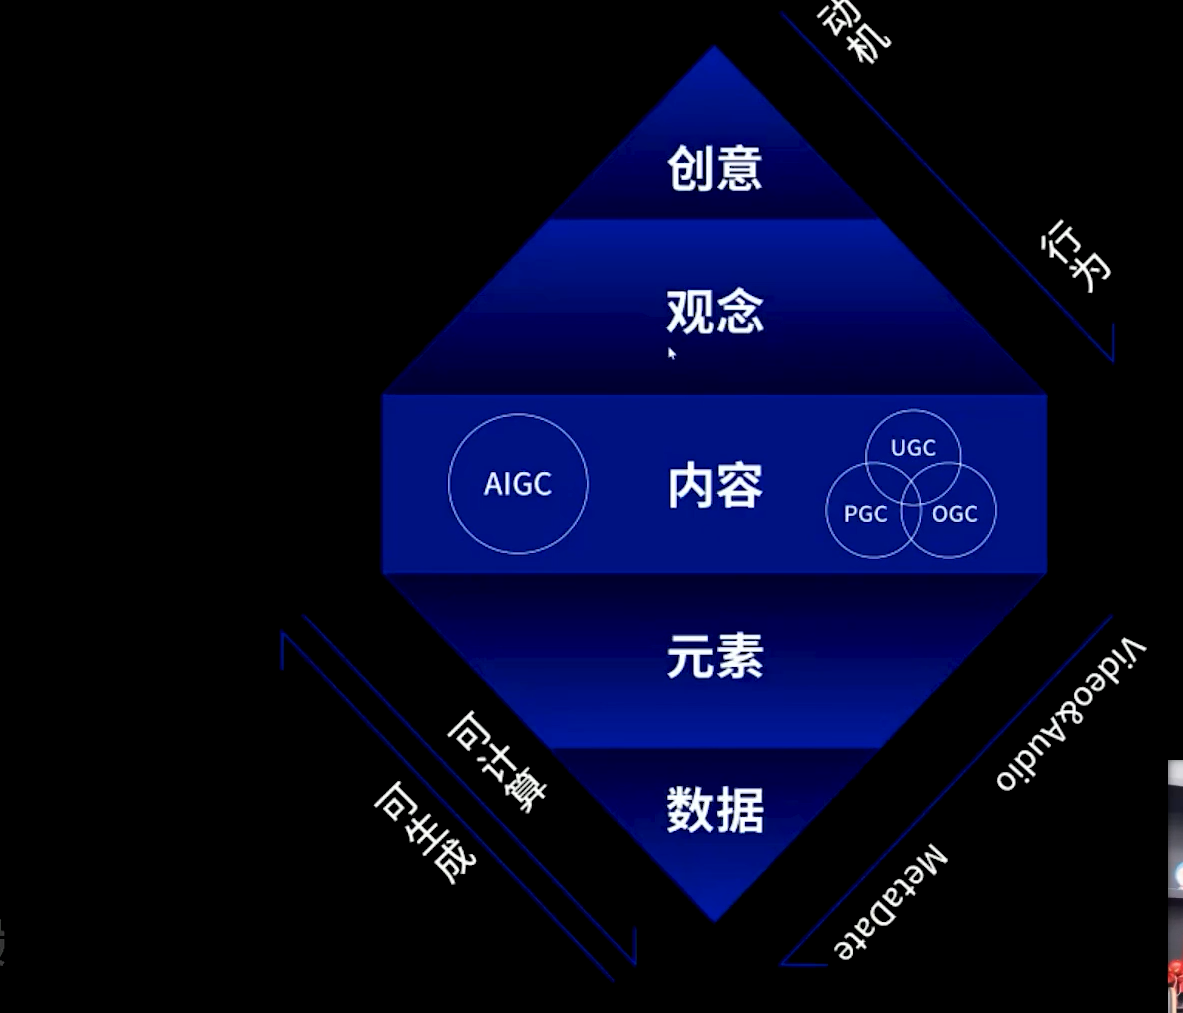 动机
创意
行为
观念
UGC
AIGC
内容
PGC
OGC
元素
Video&Audio
可计算
可生成
数据
MetaDate